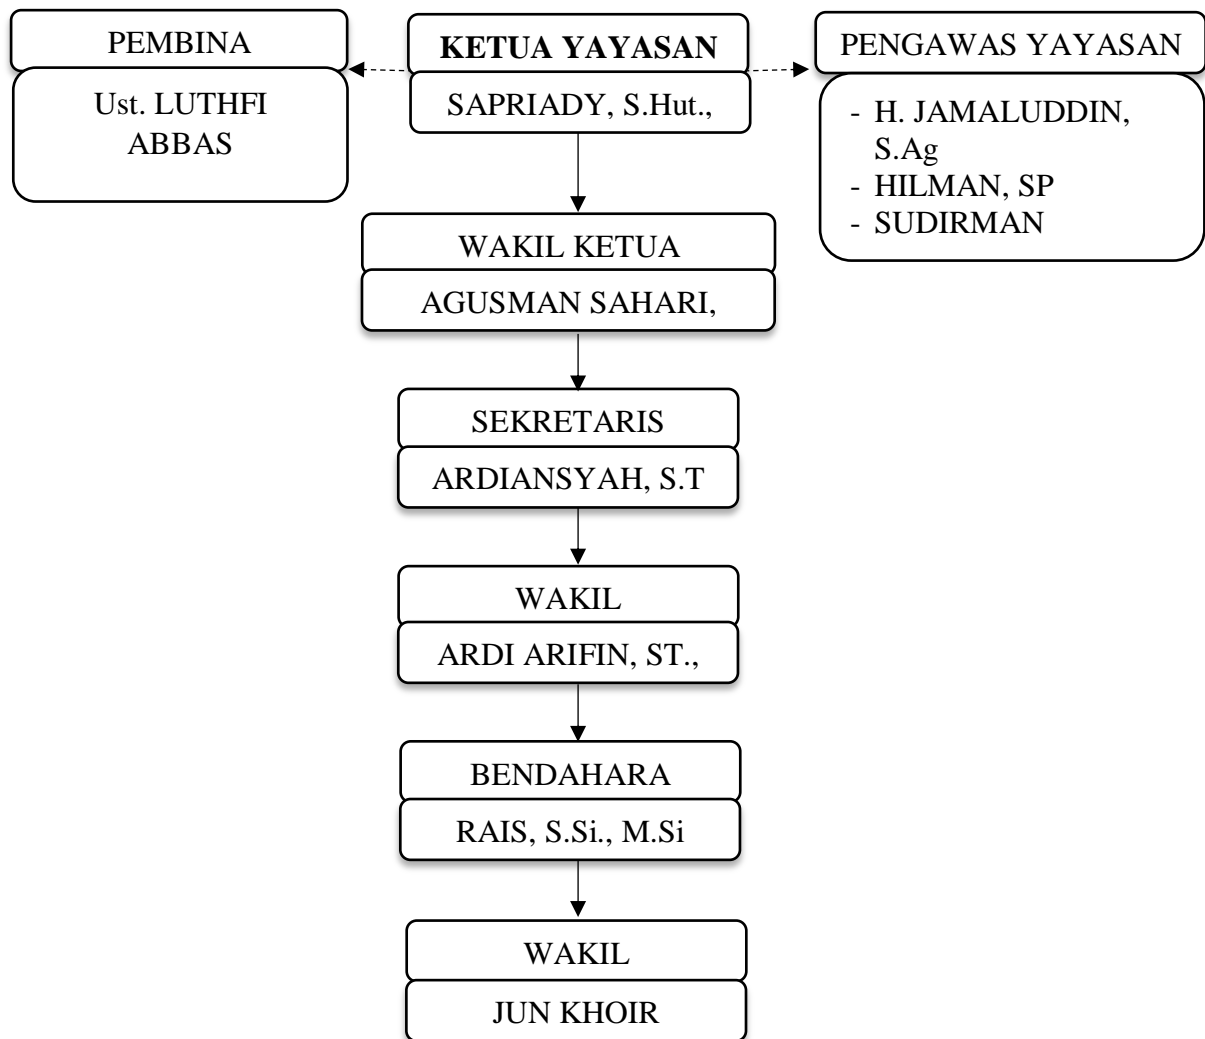 PEMBINA
Ust. LUTHFI
ABBAS
KETUA YAYASAN
SAPRIADY, S.Hut.,
PENGAWAS YAYASAN
- H. JAMALUDDIN,
S.Ag
- HILMAN, SP
- SUDIRMAN
WAKIL KETUA
AGUSMAN SAHARI,
SEKRETARIS
ARDIANSYAH, S.T
WAKIL
ARDI ARIFIN, ST.,
BENDAHARA
RAIS, S.Si., M.Si
WAKIL
JUN KHOIR